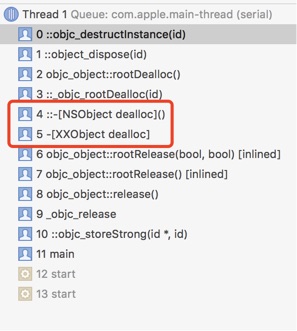 Thread 1 Queue: com.apple.main-thread (serial)
0 ::objc_destructInstance(id)
1 ::object_dispose(id)
2 objc_object::rootDealloc()
3 ::_objc_rootDealloc(id)
4 ::-[NSObject dealloc]()
5 -[XXObject dealloc]
6 objc_object::rootRelease(bool, bool) [inlined]
7 objc_object::rootRelease() [inlined]
8 objc_object::release()
9 _objc_release
10 ::objc_storeStrong(id *, id)
11 main
12 start
13 start